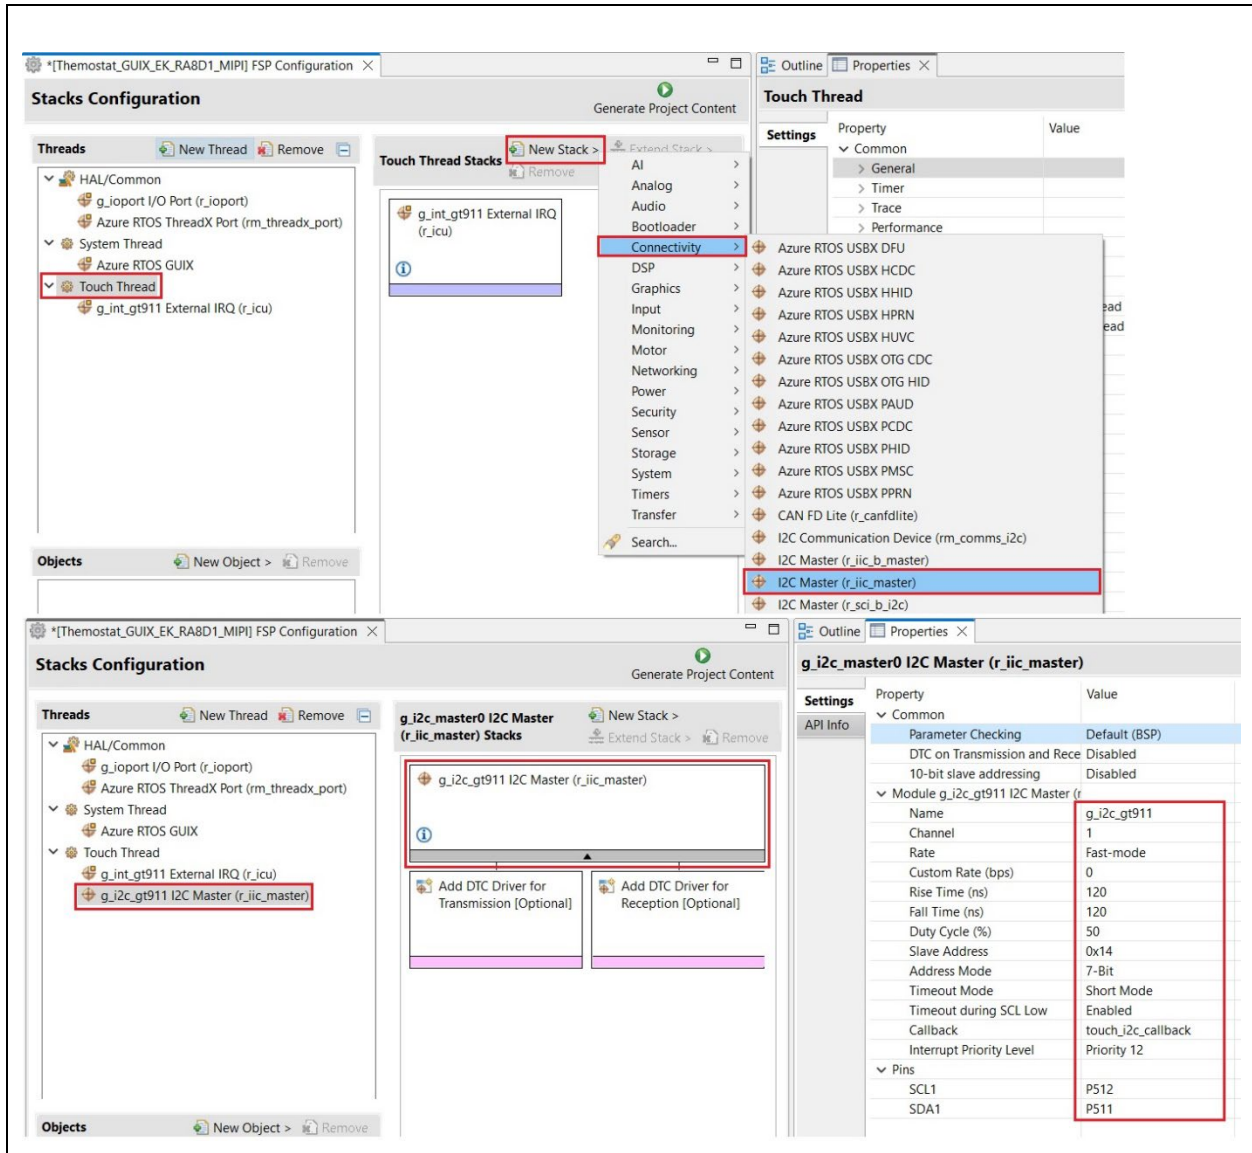 *[Themostat_GUIX_EK_RA8D1_MIPI] FSP Configuration
Stacks Configuration
Generate Project Content
Threads
New Thread
Remove
HAL/Common
g_ioport I/O Port (r_ioport)
Azure RTOS ThreadX Port (rm_threadx_port)
System Thread
Azure RTOS GUIX
Touch Thread
g_int_gt911 External IRQ (r_icu)
Objects
New Object >
Remove
Touch Thread Stacks
New Stack >
Extend Stack >
Remove
g_int_gt911 External IRQ
(r_icu)
AI
Analog
Audio
Bootloader
Connectivity
DSP
Graphics
Input
Monitoring
Motor
Networking
Power
Security
Sensor
Storage
System
Timers
Transfer
Search...
Outline
Properties
Touch Thread
Settings
Property Value
Common
General
Timer
Trace
Performance
ead
ead
Azure RTOS USBX DFU
Azure RTOS USBX HCDC
Azure RTOS USBX HHID
Azure RTOS USBX HPRN
Azure RTOS USBX HUVC
Azure RTOS USBX OTG CDC
Azure RTOS USBX OTG HID
Azure RTOS USBX PAUD
Azure RTOS USBX PCDC
Azure RTOS USBX PHID
Azure RTOS USBX PMSC
Azure RTOS USBX PPRN
CAN FD Lite (r_canfdlite)
I2C Communication Device (rm_comms_i2c)
I2C Master (r_iic_b_master)
I2C Master (r_iic_master)
I2C Master (r_sci_b_i2c)
*[Themostat_GUIX_EK_RA8D1_MIPI] FSP Configuration
Stacks Configuration
Generate Project Content
Threads
New Thread
Remove
HAL/Common
g_ioport I/O Port (r_ioport)
Azure RTOS ThreadX Port (rm_threadx_port)
System Thread
Azure RTOS GUIX
Touch Thread
g_int_gt911 External IRQ (r_icu)
g_i2c_gt911 I2C Master (r_iic_master)
Objects
New Object >
Remove
g_i2c_master0 I2C Master
(r_iic_master) Stacks
New Stack >
Extend Stack >
Remove
g_i2c_gt911 I2C Master (r_iic_master)
Add DTC Driver for
Transmission [Optional]
Add DTC Driver for
Reception [Optional]
Outline
Properties
g_i2c_master0 I2C Master (r_iic_master)
Settings
API Info
Property Value
Common
Parameter Checking Default (BSP)
DTC on Transmission and Rece Disabled
10-bit slave addressing Disabled
Module g_i2c_gt911 I2C Master (r
Name g_i2c_gt911
Channel 1
Rate Fast-mode
Custom Rate (bps) 0
Rise Time (ns) 120
Fall Time (ns) 120
Duty Cycle (%) 50
Slave Address 0x14
Address Mode 7-Bit
Timeout Mode Short Mode
Timeout during SCL Low Enabled
Callback touch_i2c_callback
Interrupt Priority Level Priority 12
Pins
SCL1 P512
SDA1 P511